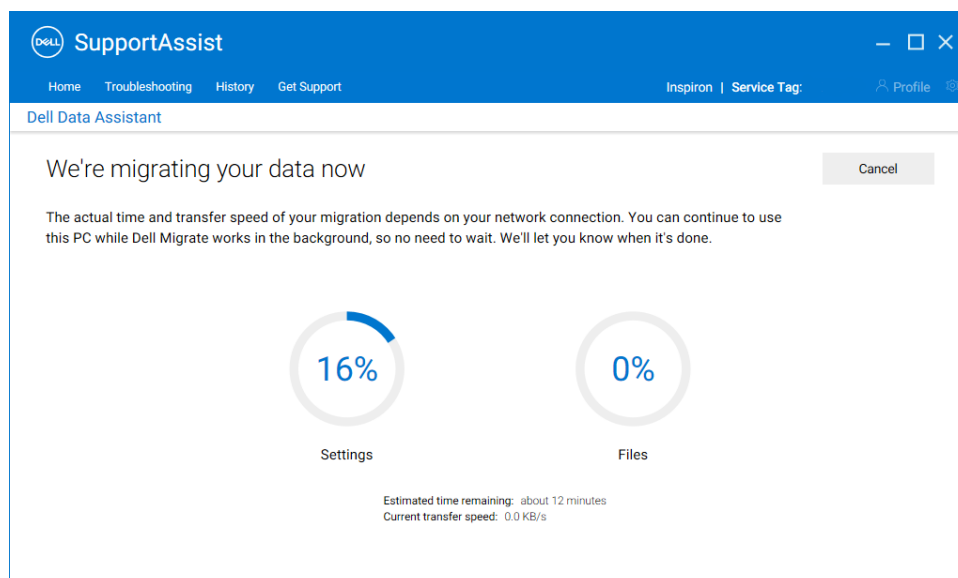 DELL SupportAssist
Home Troubleshooting History Get Support Inspiron | Service Tag: Profile
Dell Data Assistant
We're migrating your data now
Cancel
The actual time and transfer speed of your migration depends on your network connection. You can continue to use
this PC while Dell Migrate works in the background, so no need to wait. We'll let you know when it's done.
16% 0%
Settings Files
Estimated time remaining: about 12 minutes
Current transfer speed: 0.0 KB/s